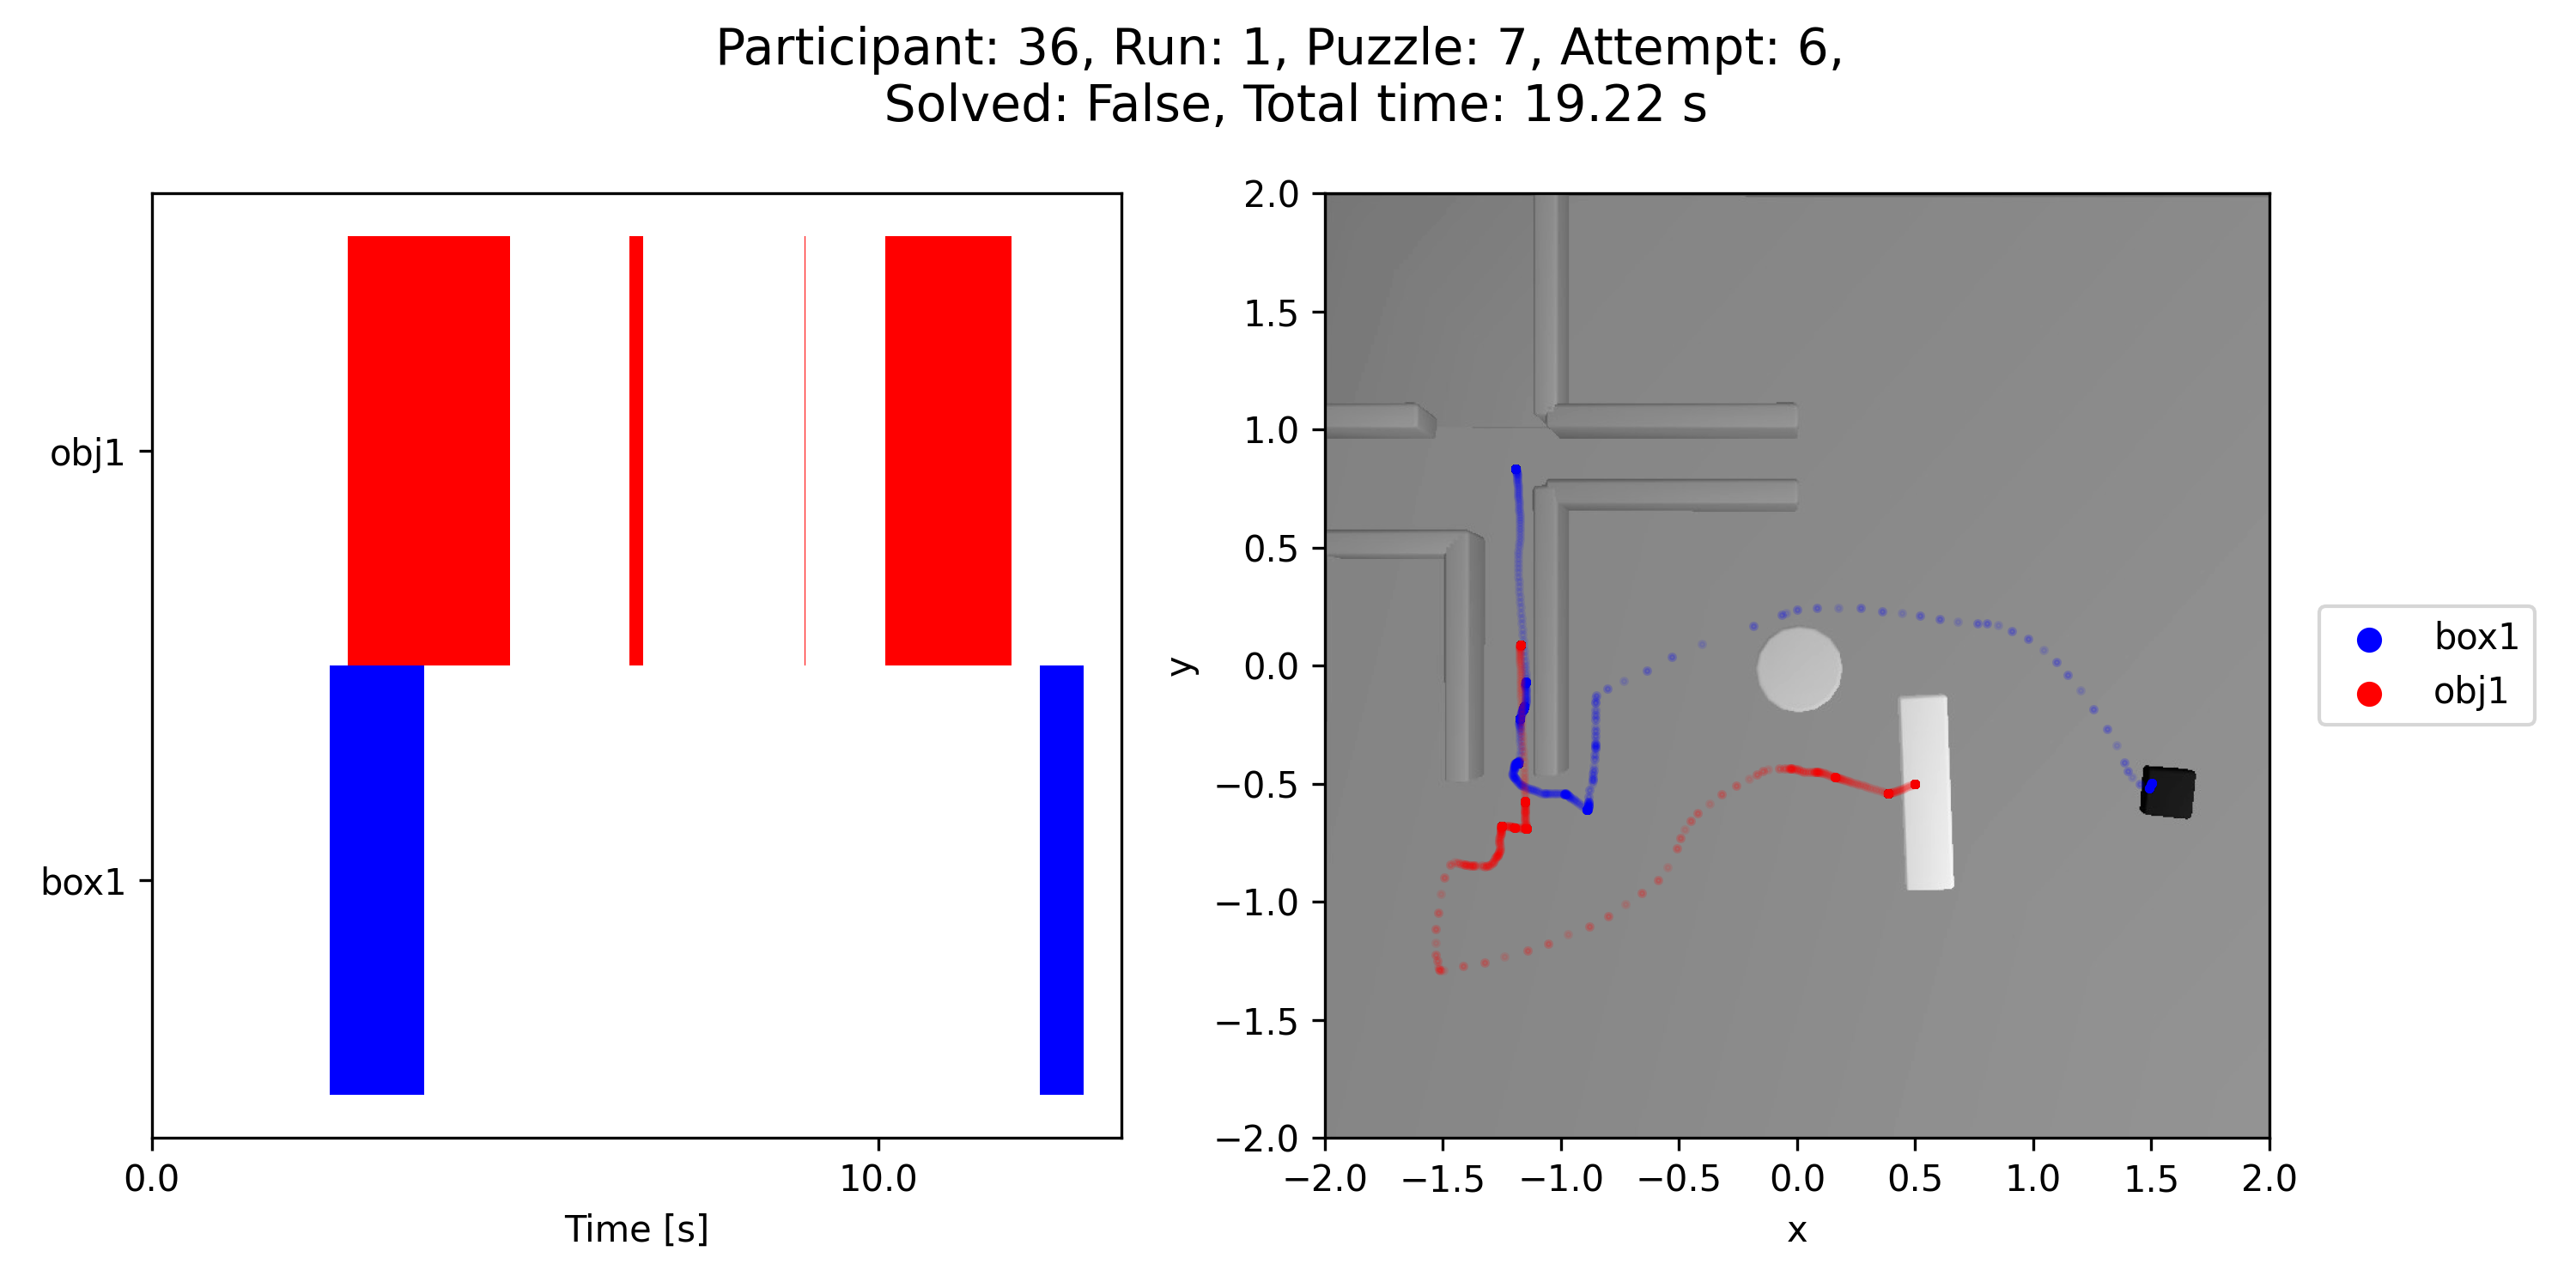 Participant: 36, Run: 1, Puzzle: 7, Attempt: 6,
Solved: False, Total time: 19.22 s
obj1
box1
0.0
10.0
Time [s]
2.0
1.5
1.0
0.5
0.0
−0.5
−1.0
−1.5
−2.0
y
−2.0
−1.5
−1.0
−0.5
0.0
0.5
1.0
1.5
2.0
x
box1
obj1